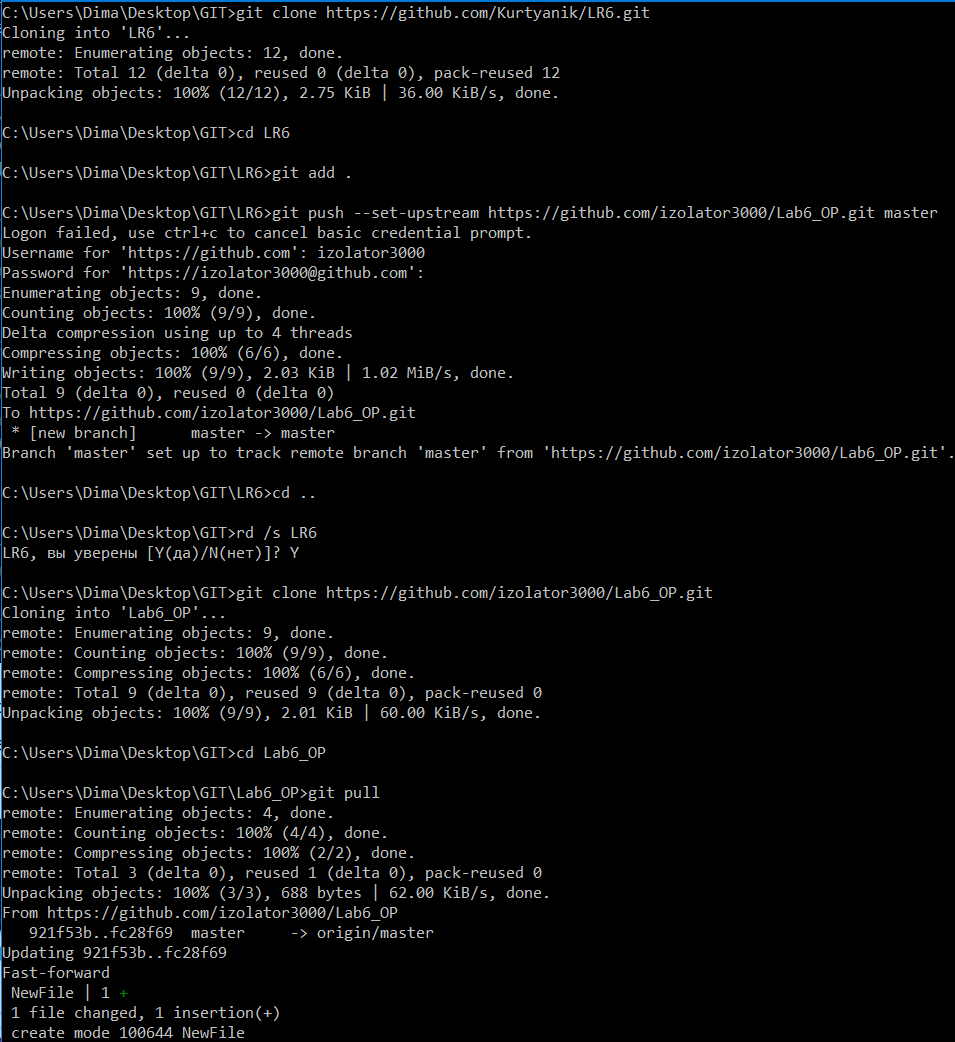 C:\Users\Dima\Desktop\GIT>git clone https://github.com/Kurtyanik/LR6.git
Cloning into 'LR6'...
remote: Enumerating objects: 12, done.
remote: Total 12 (delta 0), reused 0 (delta 0), pack-reused 12
Unpacking objects: 100% (12/12), 2.75 KiB | 36.00 KiB/s, done.
C:\Users\Dima\Desktop\GIT>cd LR6
C:\Users\Dima\Desktop\GIT\LR6>git add .
C:\Users\Dima\Desktop\GIT\LR6>git push --set-upstream https://github.com/izolator3000/Lab6_OP.git master
Logon failed, use ctrl+c to cancel basic credential prompt.
Username for 'https://github.com': izolator3000
Password for 'https://izolator3000@github.com':
Enumerating objects: 9, done.
Counting objects: 100% (9/9), done.
Delta compression using up to 4 threads
Compressing objects: 100% (6/6), done.
Writing objects: 100% (9/9), 2.03 KiB | 1.02 MiB/s, done.
Total 9 (delta 0), reused 0 (delta 0)
To https://github.com/izolator3000/Lab6_OP.git
 * [new branch]      master -> master
Branch 'master' set up to track remote branch 'master' from 'https://github.com/izolator3000/Lab6_OP.git'.
C:\Users\Dima\Desktop\GIT\LR6>cd ..
C:\Users\Dima\Desktop\GIT>rd /s LR6
LR6, вы уверены [Y(да)/N(нет)]? Y
C:\Users\Dima\Desktop\GIT>git clone https://github.com/izolator3000/Lab6_OP.git
Cloning into 'Lab6_OP'...
remote: Enumerating objects: 9, done.
remote: Counting objects: 100% (9/9), done.
remote: Compressing objects: 100% (6/6), done.
remote: Total 9 (delta 0), reused 9 (delta 0), pack-reused 0
Unpacking objects: 100% (9/9), 2.01 KiB | 60.00 KiB/s, done.
C:\Users\Dima\Desktop\GIT>cd Lab6_OP
C:\Users\Dima\Desktop\GIT\Lab6_OP>git pull
remote: Enumerating objects: 4, done.
remote: Counting objects: 100% (4/4), done.
remote: Compressing objects: 100% (2/2), done.
remote: Total 3 (delta 0), reused 1 (delta 0), pack-reused 0
Unpacking objects: 100% (3/3), 688 bytes | 62.00 KiB/s, done.
From https://github.com/izolator3000/Lab6_OP
   921f53b..fc28f69  master     -> origin/master
Updating 921f53b..fc28f69
Fast-forward
 NewFile | 1 +
 1 file changed, 1 insertion(+)
 create mode 100644 NewFile